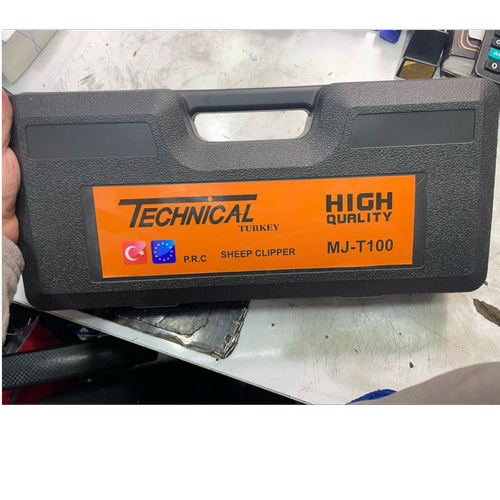 TECHNICAL
TURKEY
HIGH
QUALITY
P.R.C SHEEP CLIPPER
MJ-T100